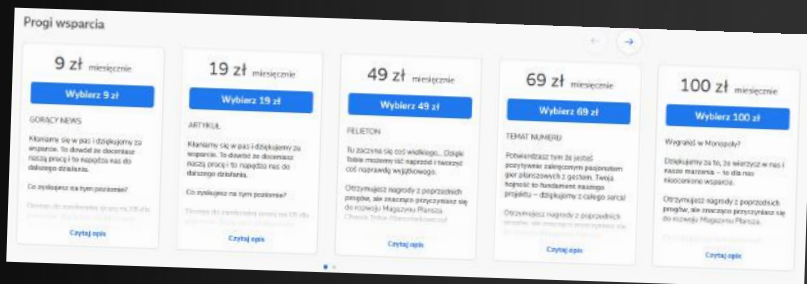 Progi wsparcia
9 zł miesięcznie
Wybierz 9 zł
GORĄCY NEWS
Kłaniamy się w pas i dziękujemy za
wsparcie. To dowód że doceniasz
naszą pracę i to napędza nas do
dalszego działania.
Co zyskujesz na tym poziomie?
Czytaj opis
19 zł miesięcznie
Wybierz 19 zł
ARTYKUŁ
Kłaniamy się w pas i dziękujemy za
wsparcie. To dowód że doceniasz
naszą pracę i to napędza nas do
dalszego działania.
Co zyskujesz na tym poziomie?
Czytaj opis
49 zł miesięcznie
Wybierz 49 zł
FELIETON
Tu zaczyna się coś wielkiego... Dzięki
Tobie możemy iść naprzód i tworzyć
coś naprawdę wyjątkowego.
Otrzymujesz nagrody z poprzednich
progów, ale znacząco przyczyniasz się
do rozwoju Magazynu Plansza
Czytaj opis
69 zł miesięcznie
Wybierz 69 zł
TEMAT NUMERU
Potwierdzasz tym że jesteś
pozytywnie zakręconym pasjonatem
gier planszowych z gestem. Twoja
hojność to fundament naszego
projektu – dziękujemy z całego serca!
Otrzymujesz nagrody z poprzednich
Czytaj opis
100 zł miesięcznie
Wybierz 100 zł
Wygrałeś w Monopoly?
Dziękujemy za to, że wierzysz w nas i
nasze marzenia – to dla nas
nieocenione wsparcie.
Otrzymujesz nagrody z poprzednich
progów, ale znacząco przyczyniasz się
do rozwoju Magazynu Plansza.
Czytaj opis